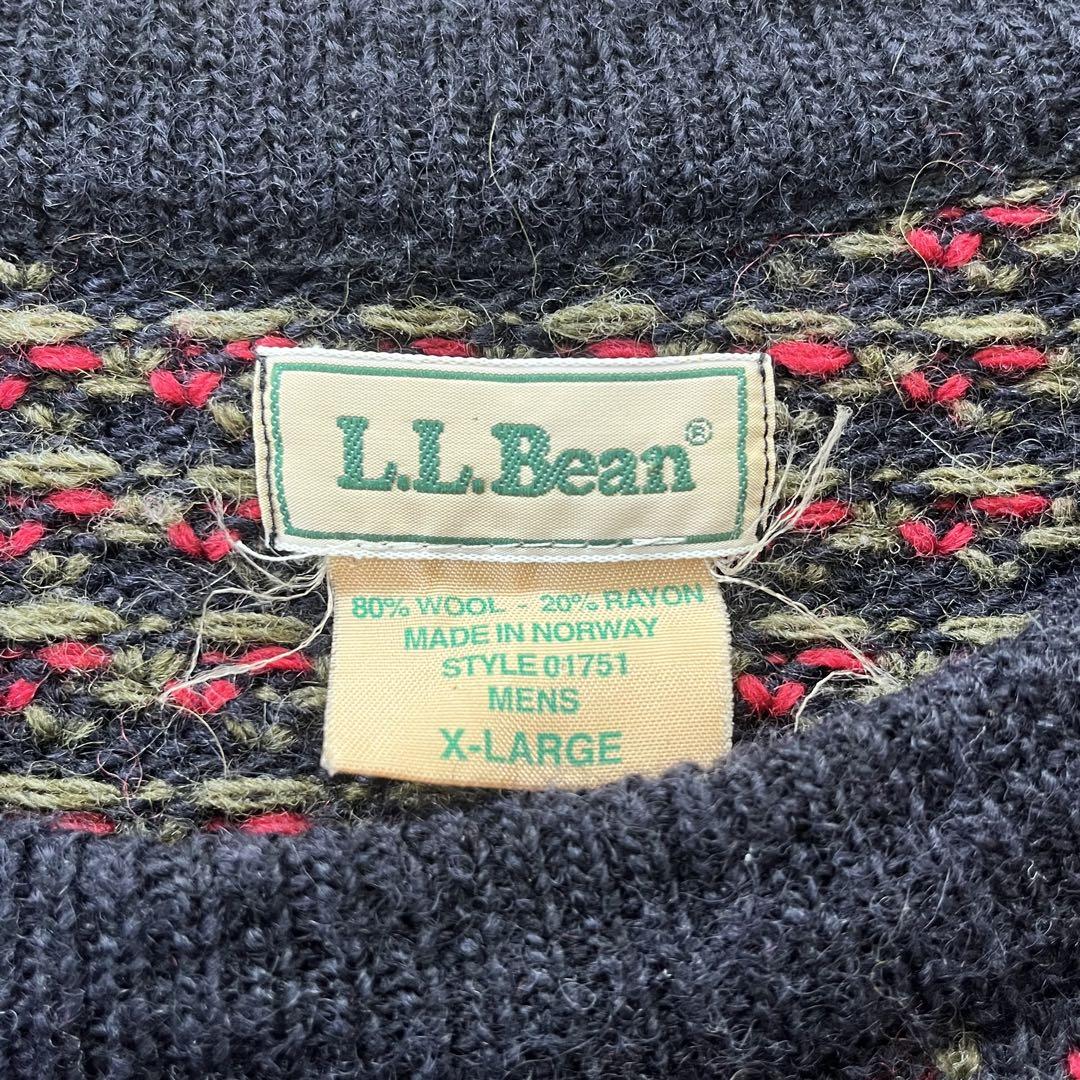 L.L.Bean®
80% WOOL - 20% RAYON
MADE IN NORWAY
STYLE 01751
MENS
X-LARGE